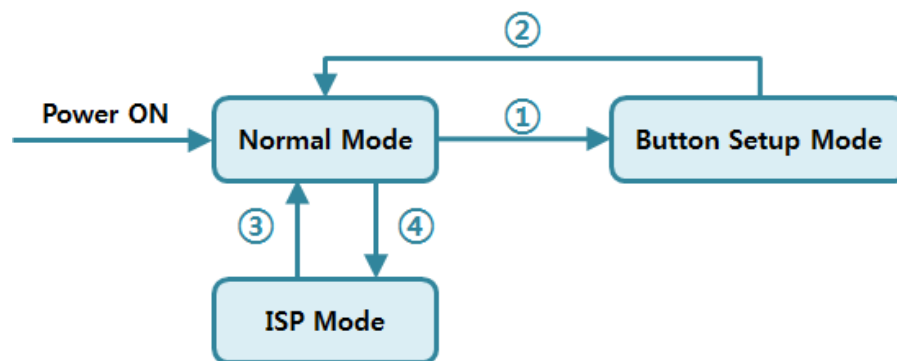 ②
Power ON
Normal Mode
①
Button Setup Mode
③
④
ISP Mode